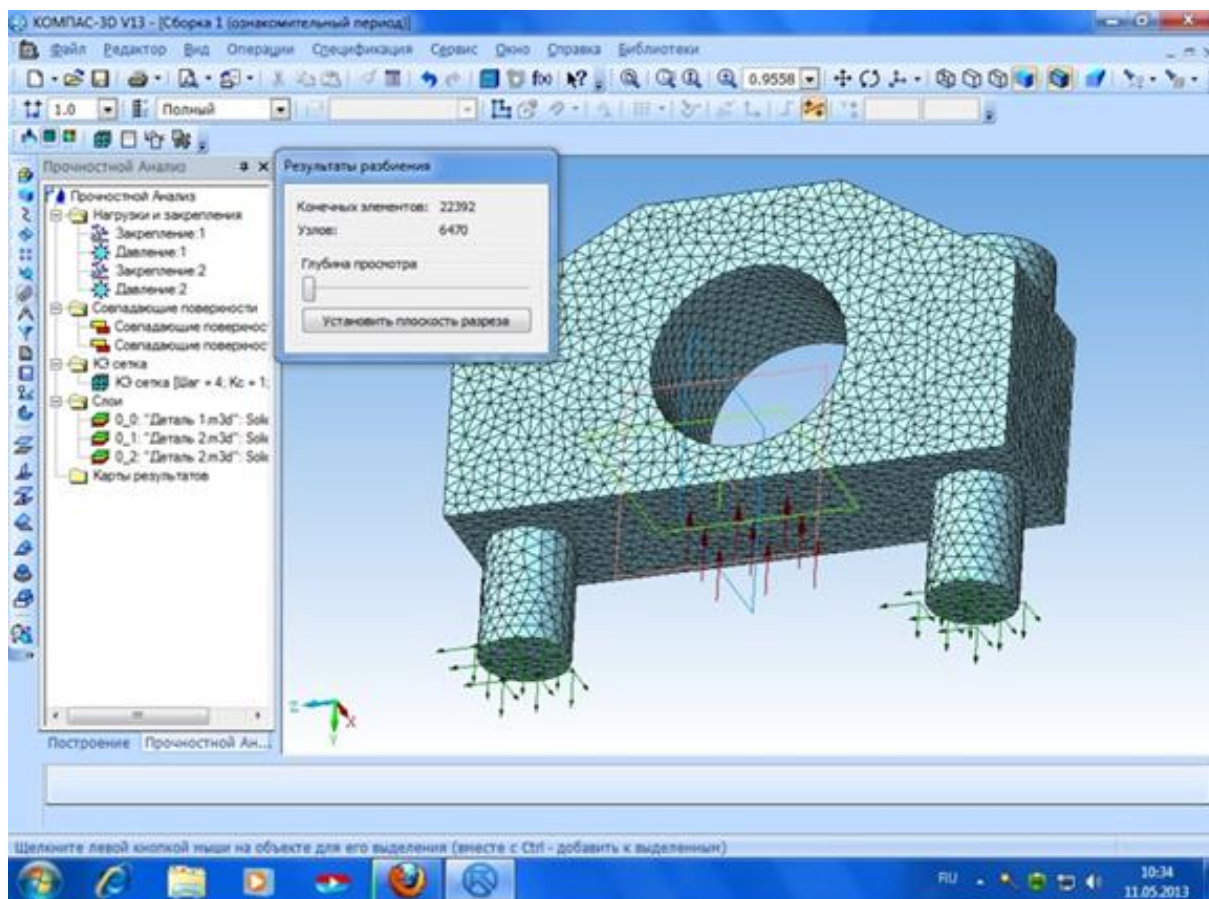 КОМПАС-3D V13 - [Сборка 1 (ознакомительный период)]
Файл Редактор Вид Операции Спецификация Сервис Окно Справка Библиотеки
f(x) 0.9558
1.0 Полный
Прочностной Анализ
Прочностной Анализ
Нагрузки и закрепления
Закрепление:1
Давление:1
Закрепление:2
Давление:2
Совпадающие поверхности
Совпадающие поверхнос
Совпадающие поверхнос
КЭ сетка
КЭ сетка [Шаг = 4; Кс = 1;
Слои
0_0: "Деталь 1.m3d": Soli
0_1: "Деталь 2.m3d": Soli
0_2: "Деталь 2.m3d": Soli
Карты результатов
Построение Прочностной Ан...
Результаты разбиения
Конечных элементов: 22392
Узлов: 6470
Глубина просмотра
Установить плоскость разреза
Z X Y
Щелкните левой кнопкой мыши на объекте для его выделения (вместе с Ctrl - добавить к выделенным)
RU 10:34
11.05.2013